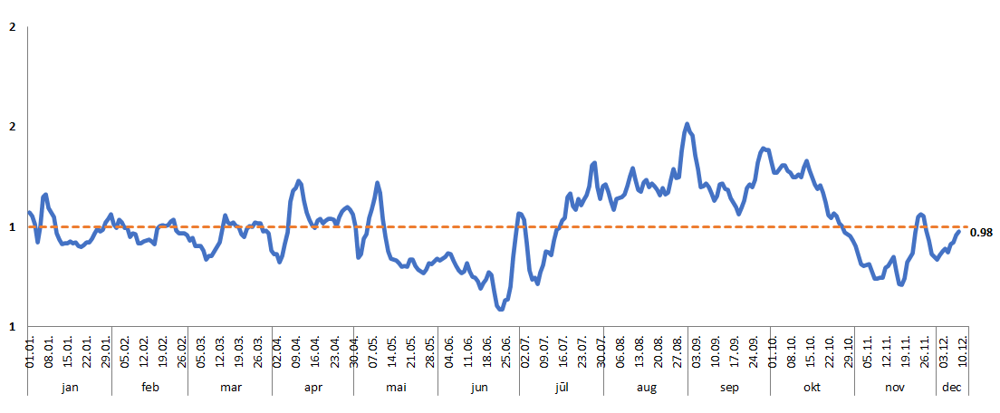 2
2
1
0.98
1
01.01. 08.01. 15.01. 22.01. 29.01. 05.02. 12.02. 19.02. 26.02. 05.03. 12.03. 19.03. 26.03. 02.04. 09.04. 16.04. 23.04. 30.04. 07.05. 14.05. 21.05. 28.05. 04.06. 11.06. 18.06. 25.06. 02.07. 09.07. 16.07. 23.07. 30.07. 06.08. 13.08. 20.08. 27.08. 03.09. 10.09. 17.09. 24.09. 01.10. 08.10. 15.10. 22.10. 29.10. 05.11. 12.11. 19.11. 26.11. 03.12. 10.12.
jan feb mar apr mai jun jūl aug sep okt nov dec